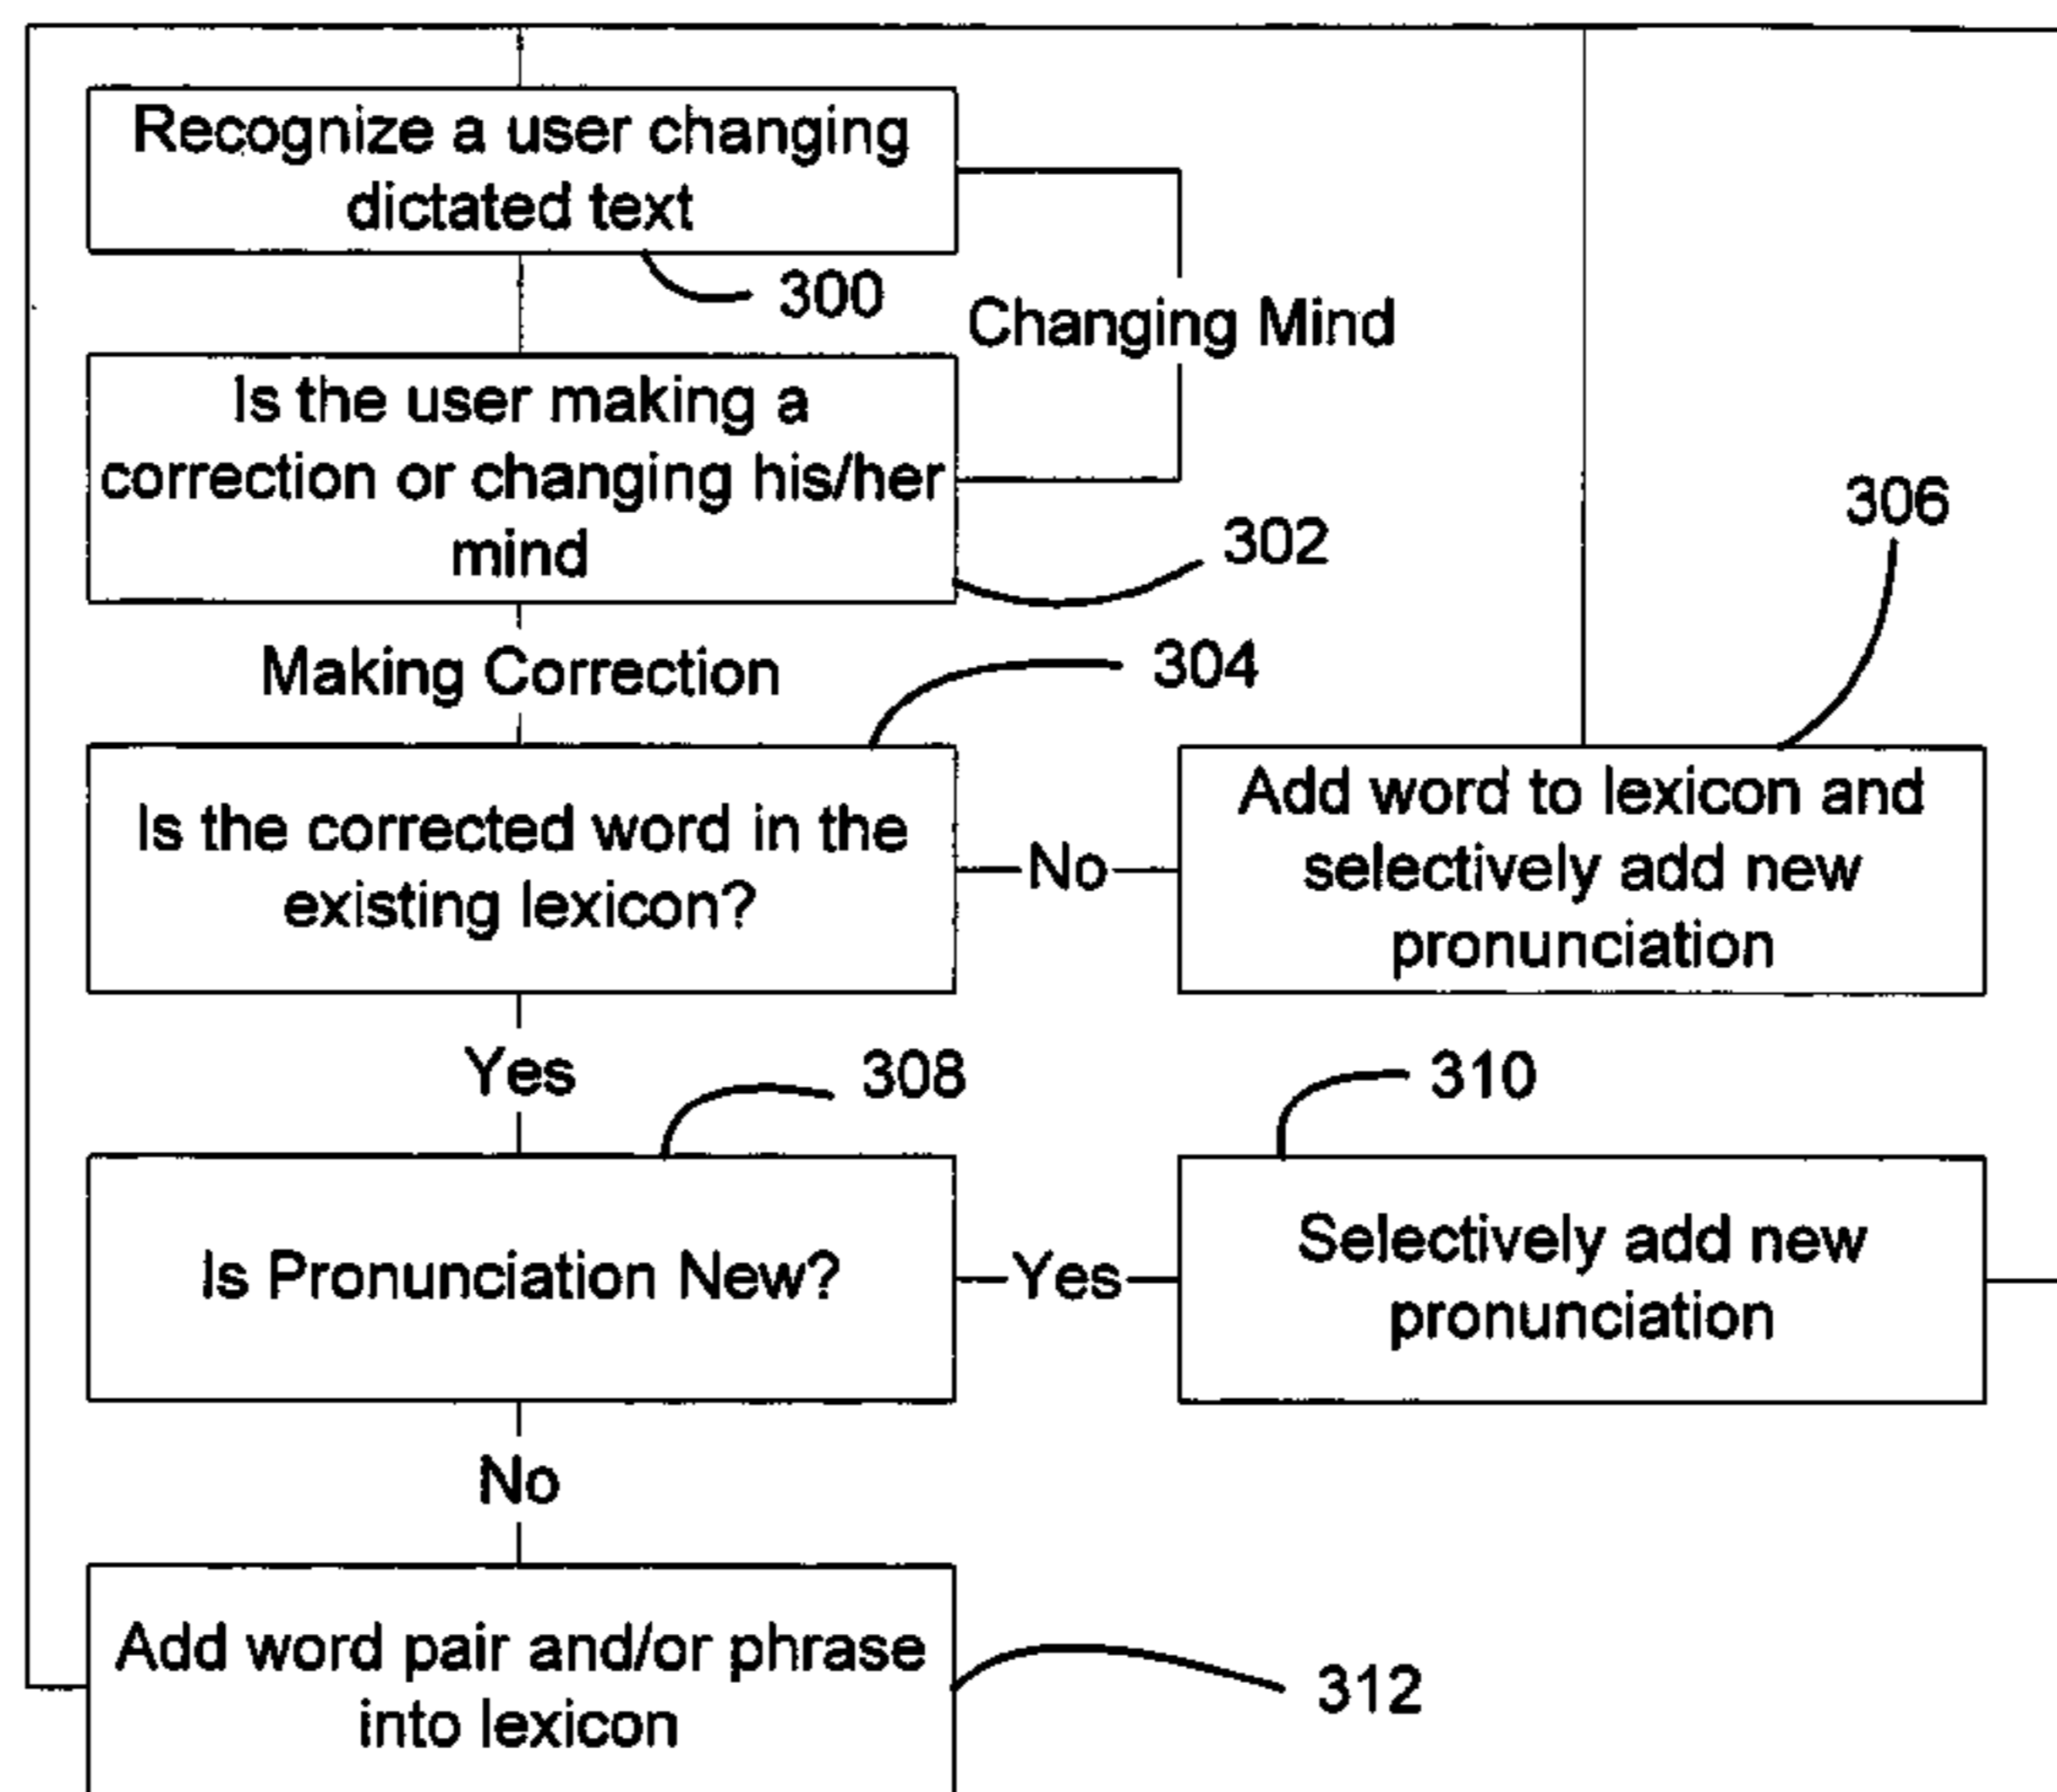 Recognize a user changing
dictated text
300
Changing Mind
Is the user making a
correction or changing his/her
mind
302
306
Making Correction
304
Is the corrected word in the
existing lexicon?
No
Add word to lexicon and
selectively add new
pronunciation
Yes
308
310
Is Pronunciation New?
Yes
Selectively add new
pronunciation
No
Add word pair and/or phrase
into lexicon
312